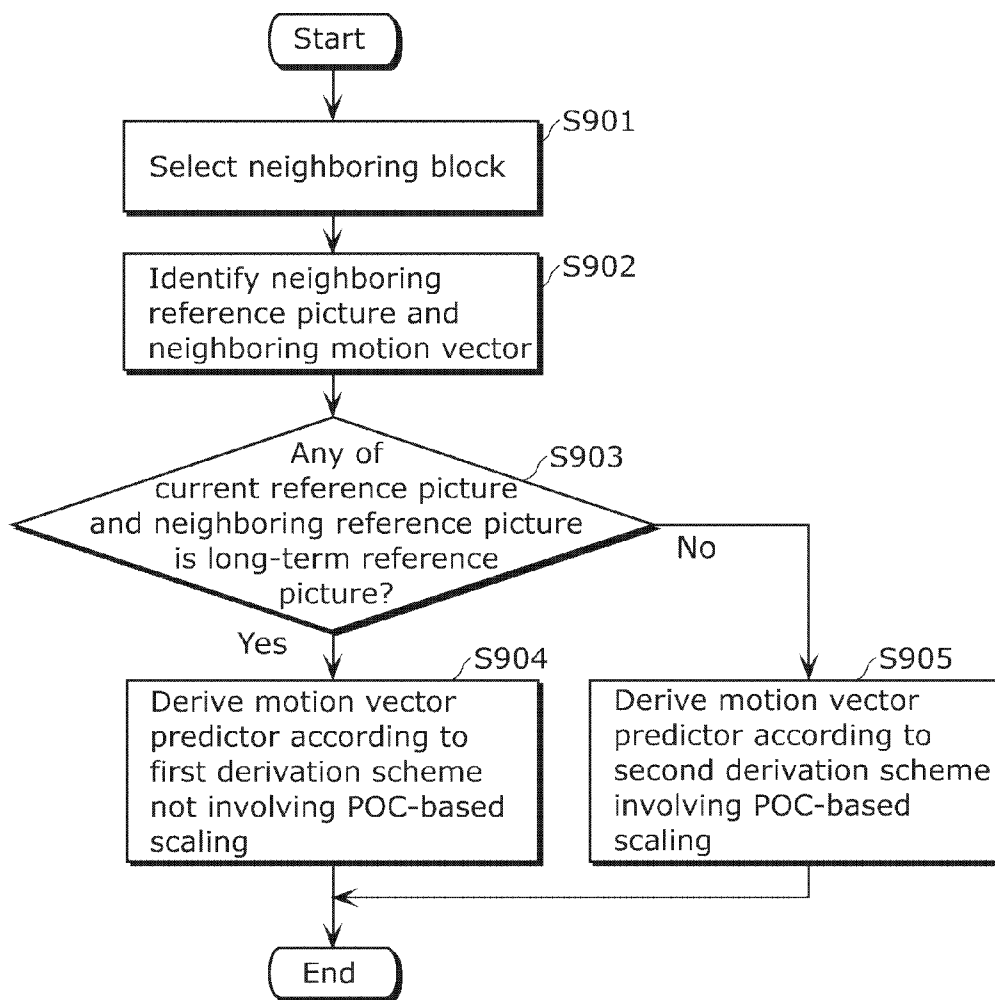 Start
S901
Select neighboring block
S902
Identify neighboring
reference picture and
neighboring motion vector
S903
Any of
current reference picture
and neighboring reference picture
is long-term reference
picture?
No
Yes
S904
Derive motion vector
predictor according to
first derivation scheme
not involving POC-based
scaling
S905
Derive motion vector
predictor according to
second derivation scheme
involving POC-based
scaling
End